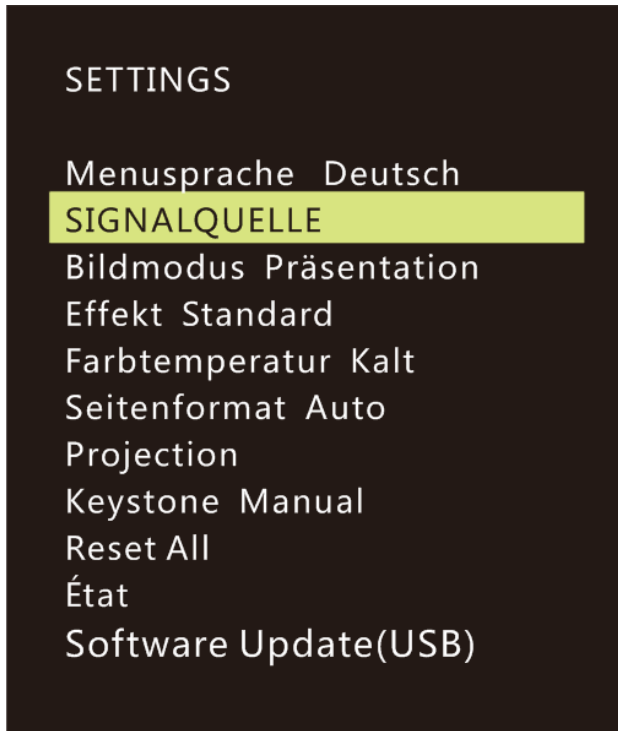 SETTINGS
Menusprache Deutsch
SIGNALQUELLE
Bildmodus Präsentation
Effekt Standard
Farbtemperatur Kalt
Seitenformat Auto
Projection
Keystone Manual
Reset All
État
Software Update(USB)